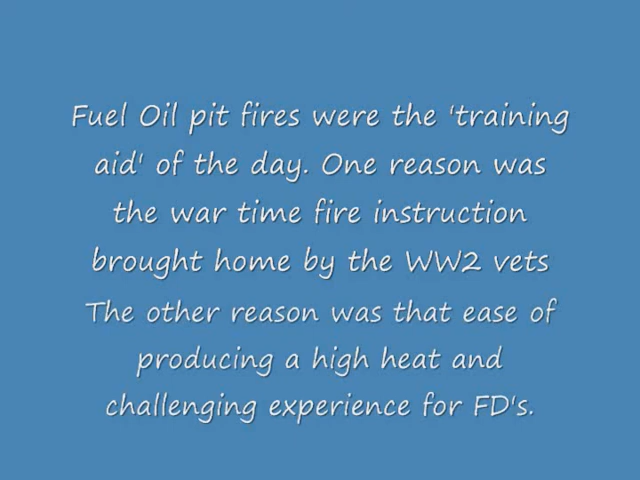 Fuel Oil pit fires were the 'training
aid' of the day. One reason was
the war time fire instruction
brought home by the WW2 vets
The other reason was that ease of
producing a high heat and
challenging experience for FD's.